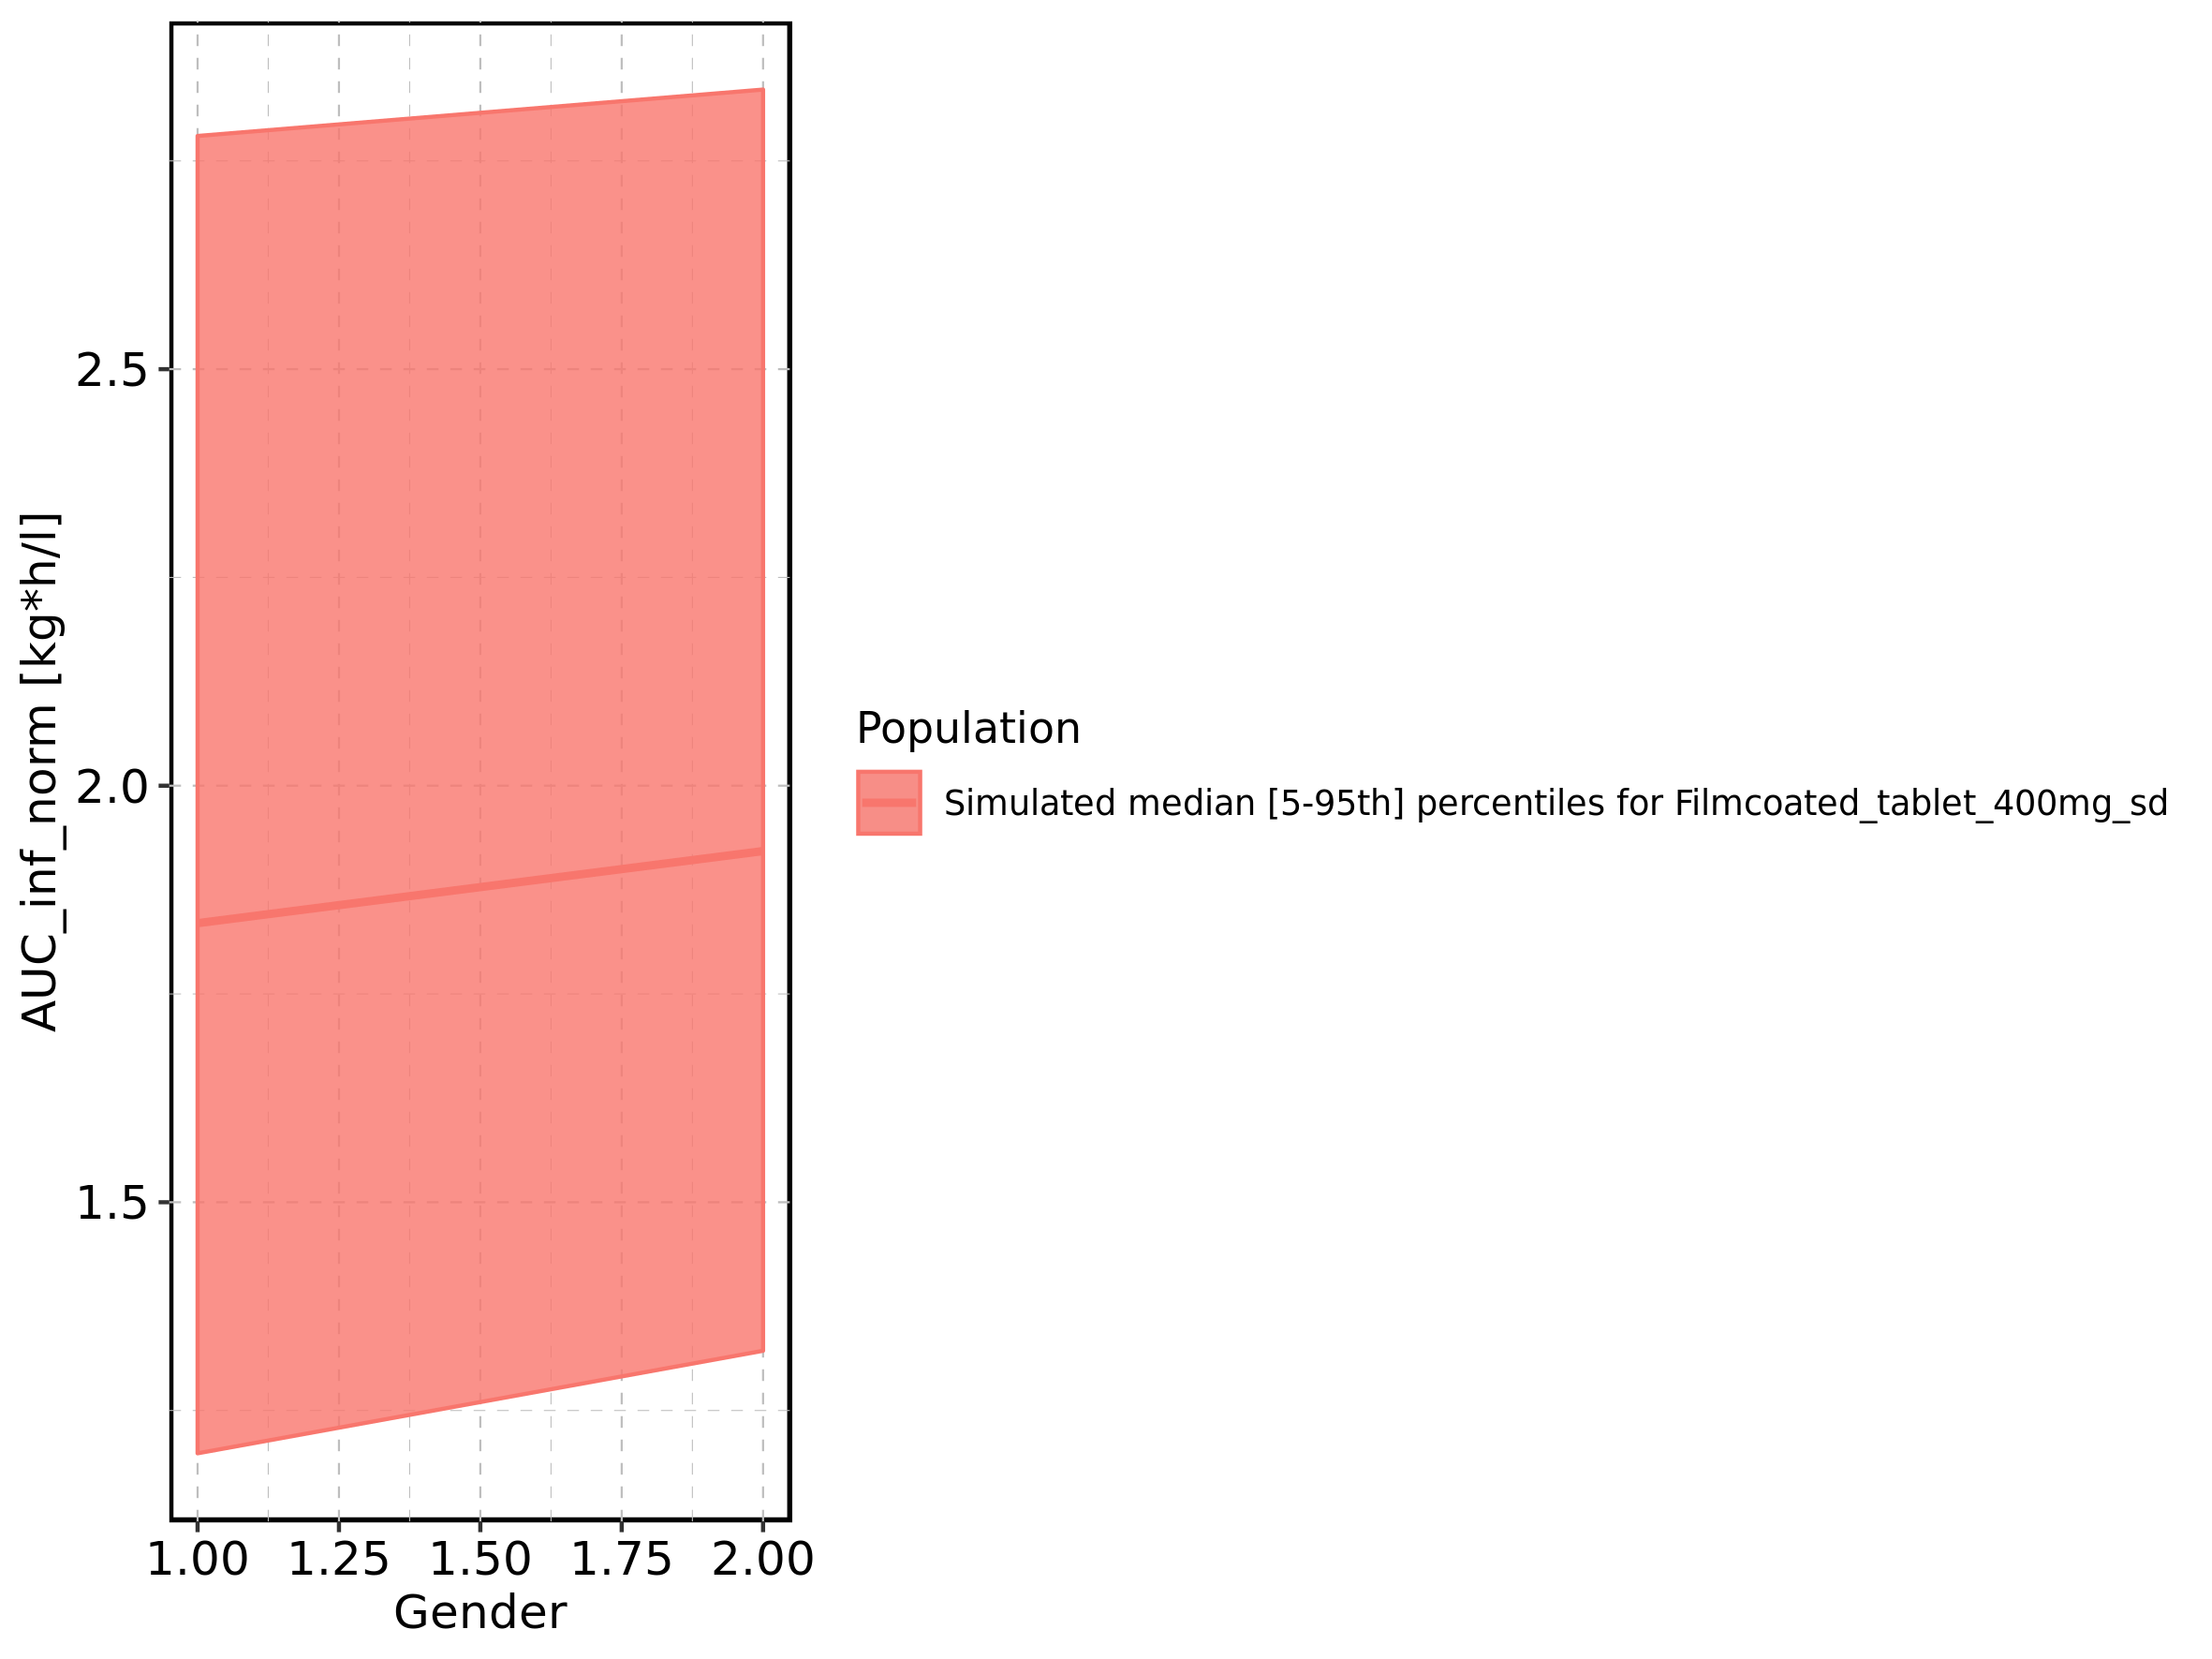 AUC_inf_norm [kg*h/l]
2.5
2.0
1.5
1.00 1.25 1.50 1.75 2.00
Gender
Population
Simulated median [5-95th] percentiles for Filmcoated_tablet_400mg_sd